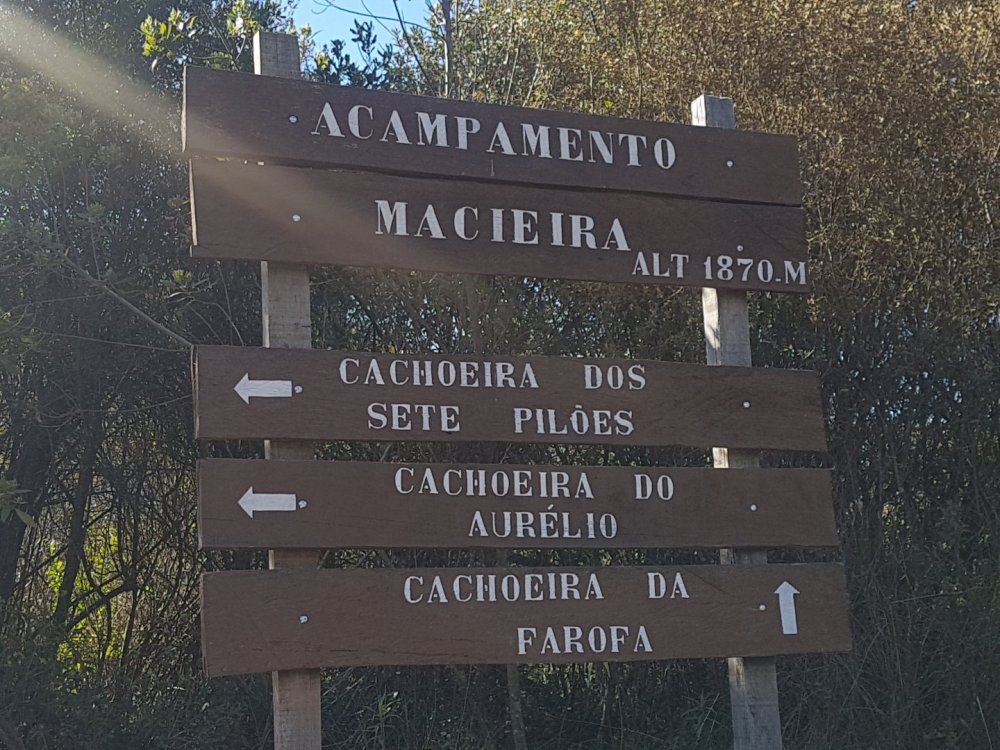 ACAMPAMENTO
MACIEIRA
ALT 1870.M
CACHOEIRA DOS
SETE PILÕES
CACHOEIRA DO
AURÉLIO
CACHOEIRA DA
FAROFA